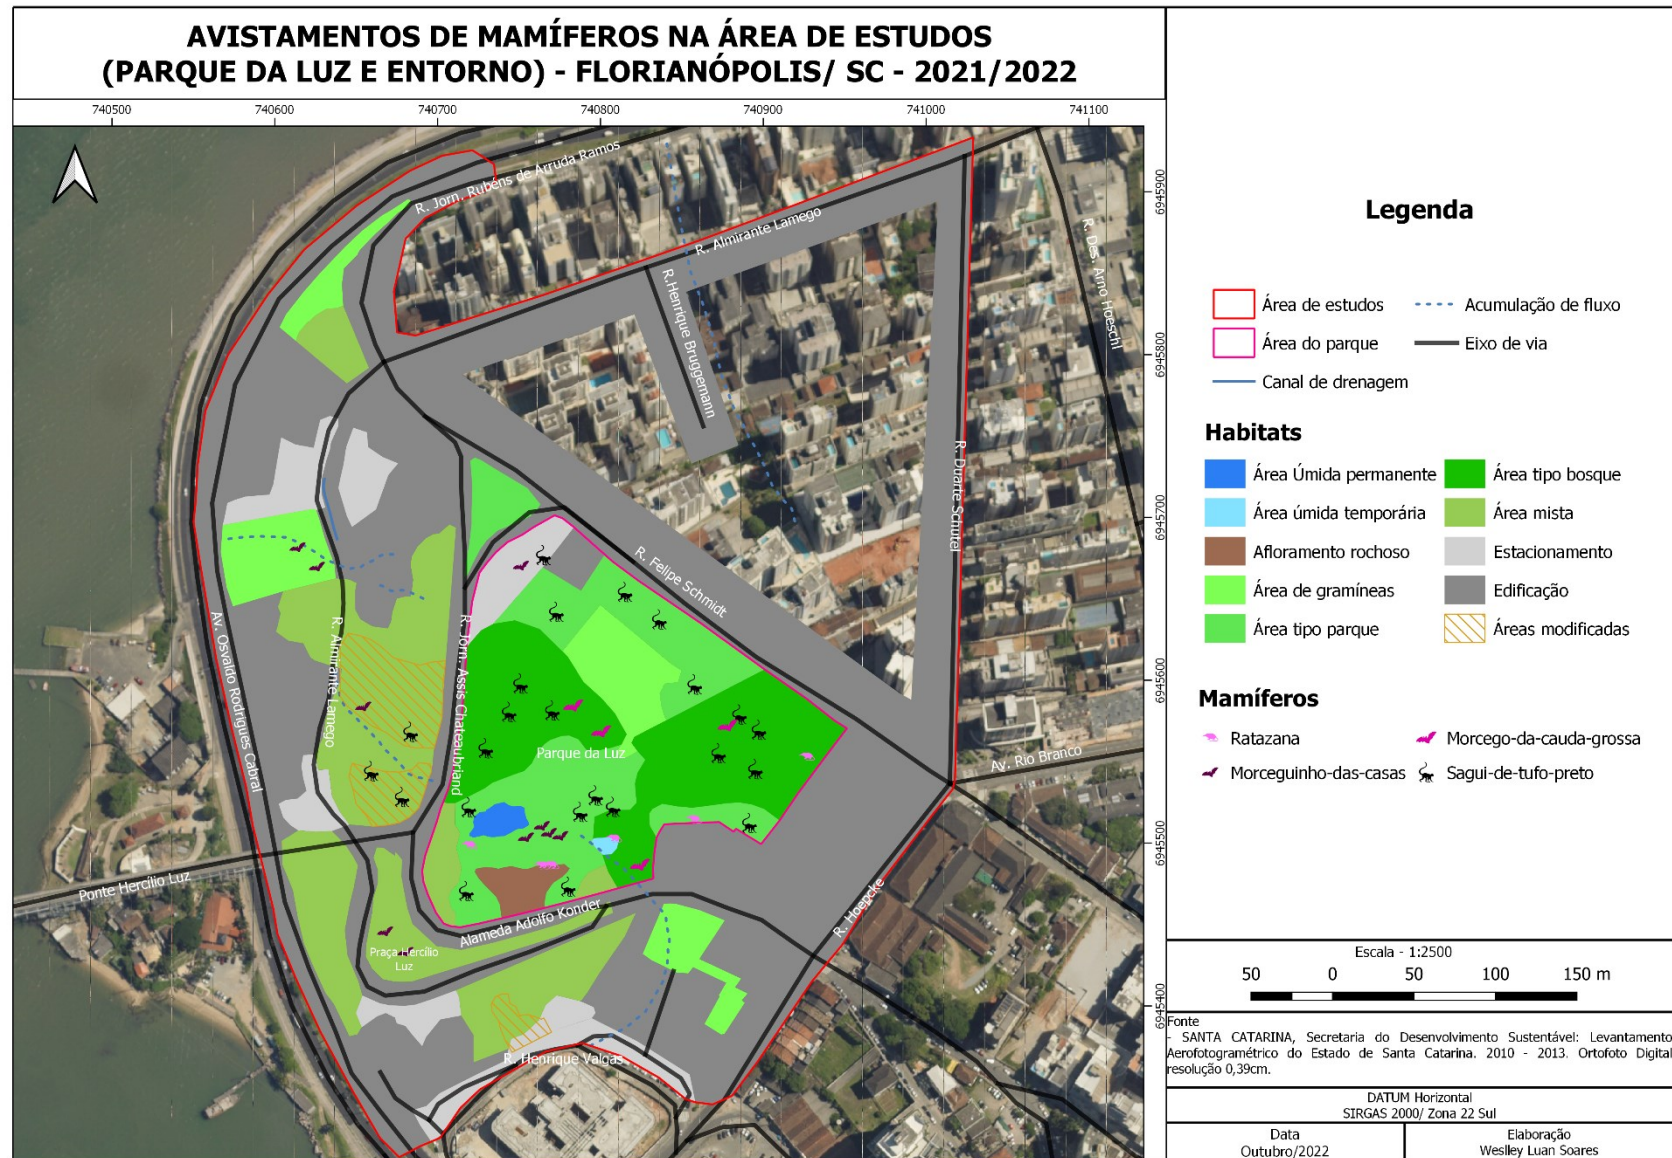 AVISTAMENTOS DE MAMÍFEROS NA ÁREA DE ESTUDOS
(PARQUE DA LUZ E ENTORNO) - FLORIANÓPOLIS/ SC - 2021/2022
740500 740600 740700 740800 740900 741000 741100
R. Jorn. Rubéns de Arruda Ramos
R. Almirante Lamego
R.Henrique Bruggemann
R. Des. Arno Hoeschl
R. Duarte Schutel
R. Felipe Schmidt
Av. Osvaldo Rodrigues Cabral
R. Almirante Lamego
R. Jorn. Assis Chateaubriand
Parque da Luz
Av. Rio Branco
Ponte Hercílio Luz
Alameda Adolfo Konder
R. Hoepcke
Praça Hercílio
Luz
R. Henrique Valgas
6945900
6945800
6945700
6945600
6945500
6945400
Legenda
Área de estudos
Acumulação de fluxo
Área do parque
Eixo de via
Canal de drenagem
Habitats
Área Úmida permanente
Área tipo bosque
Área úmida temporária
Área mista
Afloramento rochoso
Estacionamento
Área de gramíneas
Edificação
Área tipo parque
Áreas modificadas
Mamíferos
Ratazana
Morcego-da-cauda-grossa
Morceguinho-das-casas
Sagui-de-tufo-preto
Escala - 1:2500
50 0 50 100 150 m
Fonte
- SANTA CATARINA, Secretaria do Desenvolvimento Sustentável: Levantamento
Aerofotogramétrico do Estado de Santa Catarina. 2010 - 2013. Ortofoto Digital
resolução 0,39cm.
DATUM Horizontal
SIRGAS 2000/ Zona 22 Sul
Data
Outubro/2022
Elaboração
Weslley Luan Soares